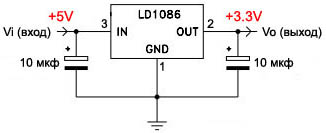 +5V
LD1086
+3.3V
Vi (вход)
3
IN
OUT
2
Vo (выход)
GND
+
+
10 мкф
1
10 мкф